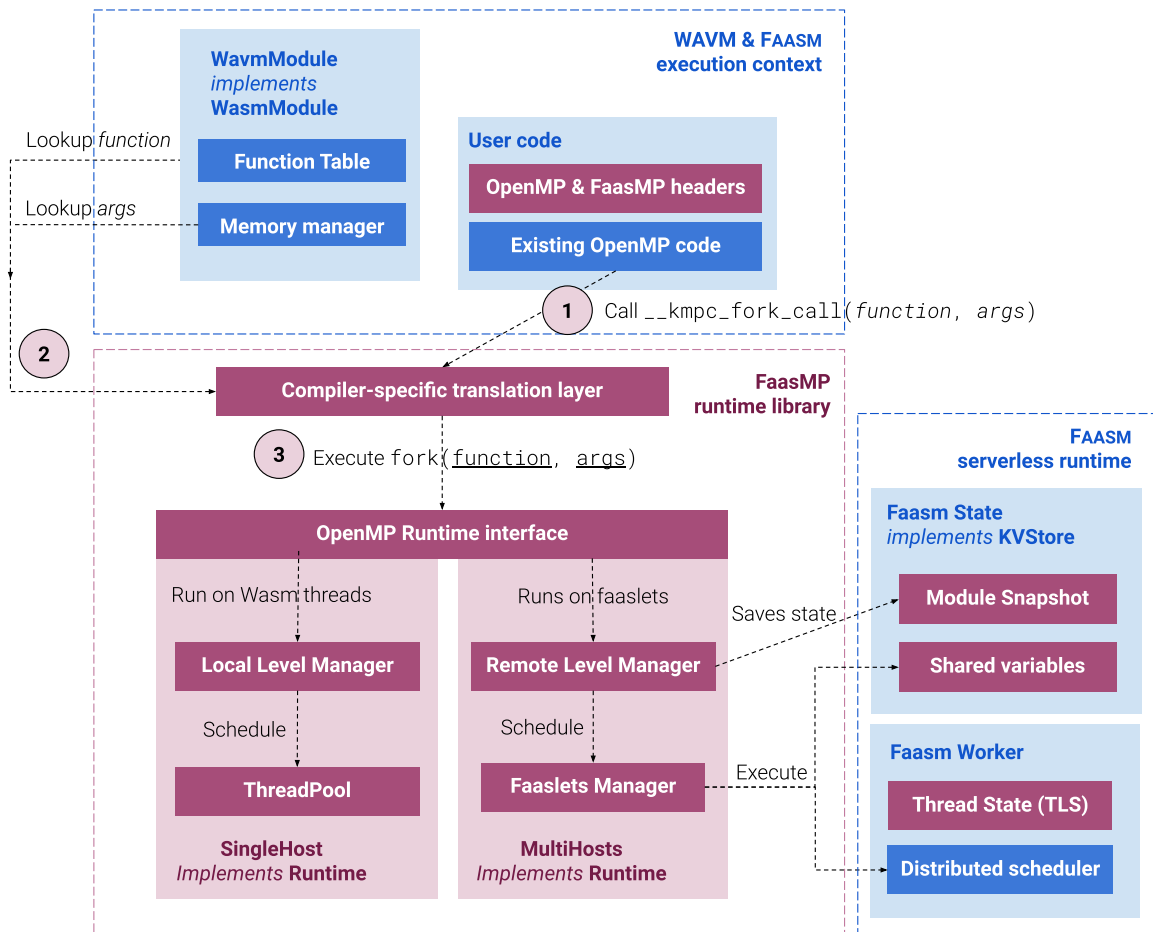 WAVM & FAASM
execution context
WavmModule
implements
WasmModule
Function Table
Memory manager
Lookup function
Lookup args
User code
OpenMP & FaasMP headers
Existing OpenMP code
1
Call __kmpc_fork_call(function, args)
2
Compiler-specific translation layer
FaasMP
runtime library
3
Execute fork(function, args)
OpenMP Runtime interface
Run on Wasm threads
Local Level Manager
Schedule
ThreadPool
SingleHost
Implements Runtime
Runs on faaslets
Remote Level Manager
Schedule
Faaslets Manager
MultiHosts
Implements Runtime
Saves state
Execute
FAASM
serverless runtime
Faasm State
implements KVStore
Module Snapshot
Shared variables
Faasm Worker
Thread State (TLS)
Distributed scheduler